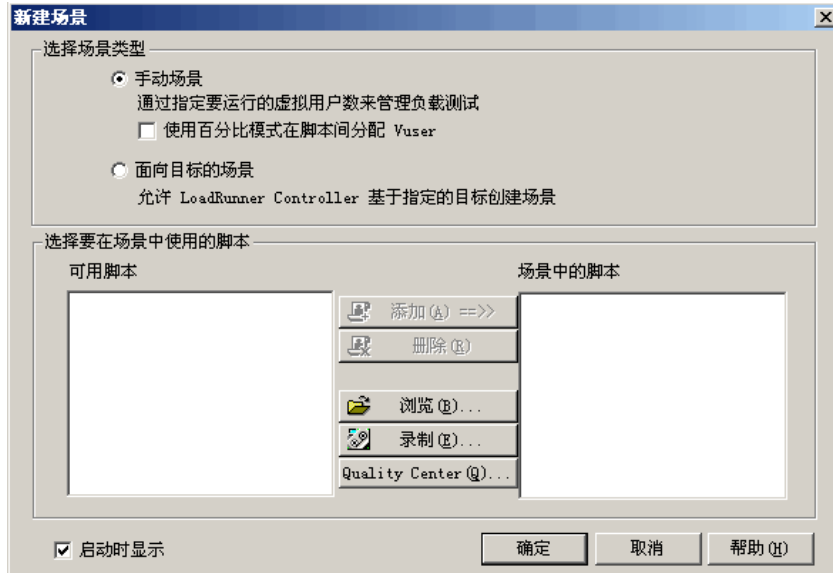 新建场景
选择场景类型
手动场景
通过指定要运行的虚拟用户数来管理负载测试
使用百分比模式在脚本间分配 Vuser
面向目标的场景
允许 LoadRunner Controller 基于指定的目标创建场景
选择要在场景中使用的脚本
可用脚本
场景中的脚本
添加(A) ==>>
删除(R)
浏览(B)...
录制(E)...
Quality Center(Q)...
启动时显示
确定
取消
帮助(H)